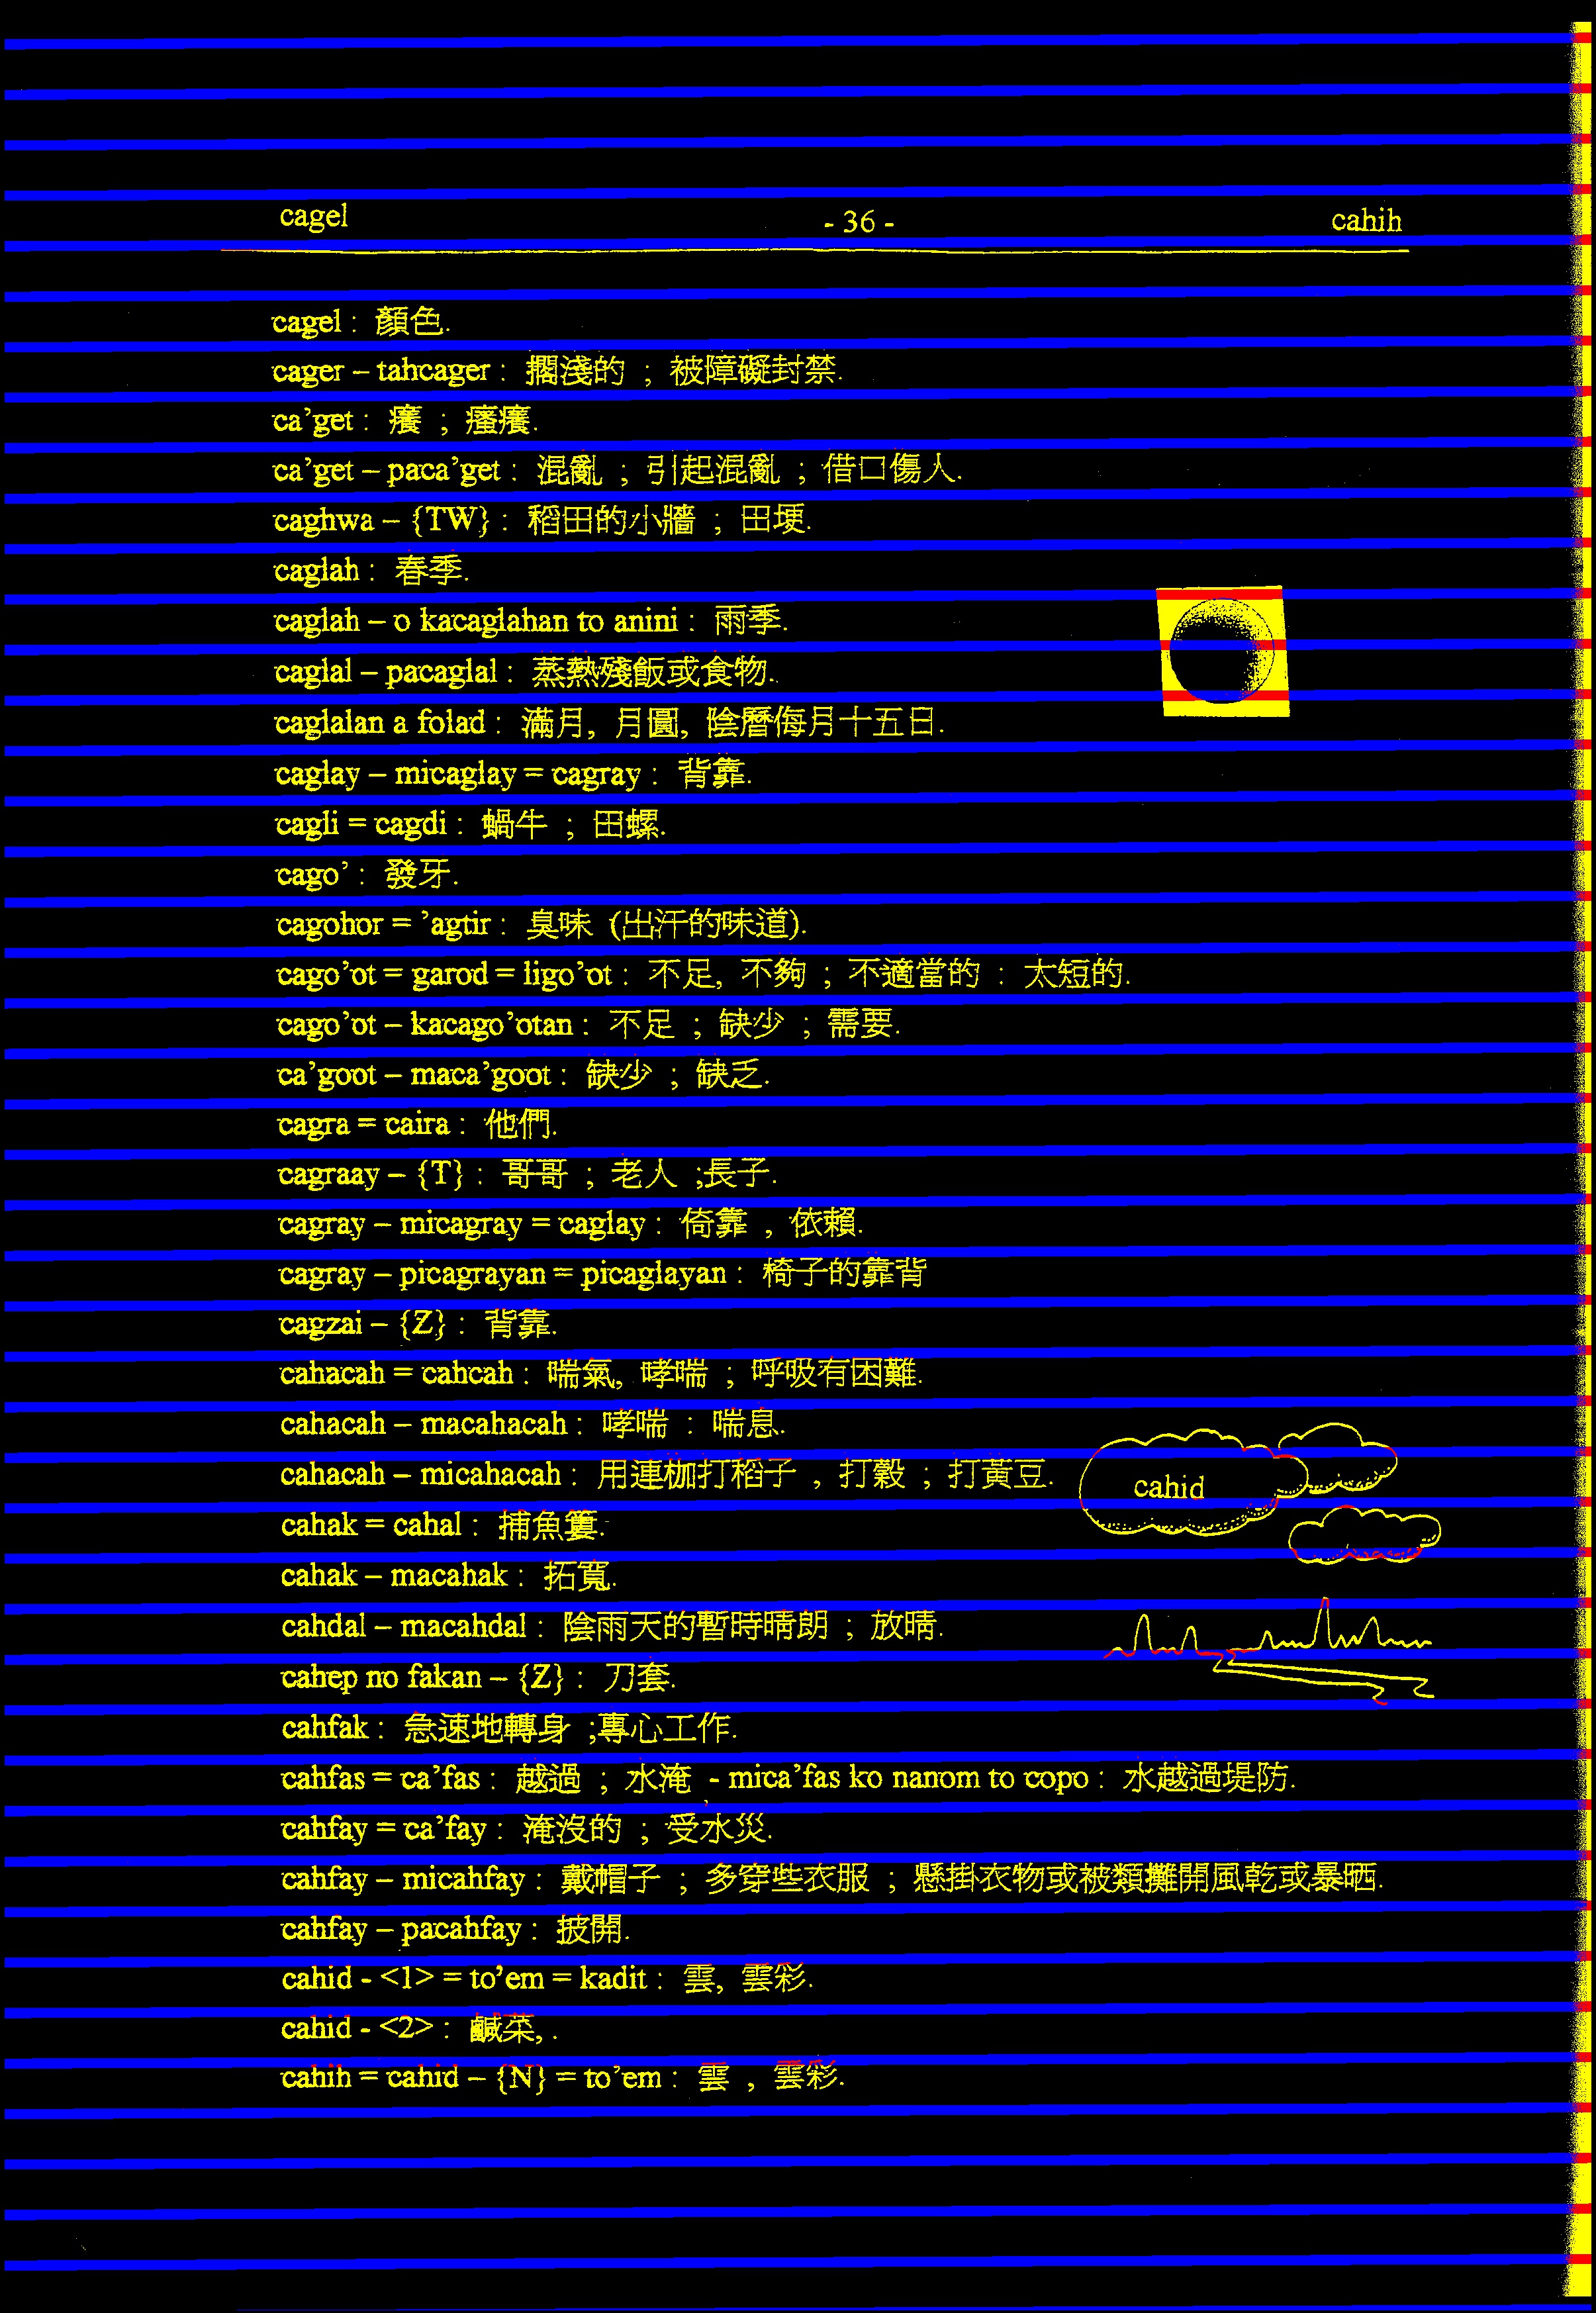 cagel - 36 - cahih
cagel : 顏色.
cager – tahcager : 擱淺的 ; 被障礙封禁.
ca’get : 癢 ; 瘙癢.
ca’get – paca’get : 混亂 ; 引起混亂 ; 借口傷人.
caghwa – {TW} : 稻田的小牆 ; 田埂.
caglah : 春季.
caglah – o kacaglahan to anini : 雨季.
caglal – pacaglal : 蒸熱殘飯或食物.
caglalan a folad : 滿月, 月圓, 陰曆侮月十五日.
caglay – micaglay = cagray : 背靠.
cagli = cagdi : 蝸牛 ; 田螺.
cago’ : 發牙.
cagohor = ’agtir : 臭味 (出汗的味道).
cago’ot = garod = ligo’ot : 不足, 不夠 ; 不適當的 : 太短的.
cago’ot – kacago’otan : 不足 ; 缺少 ; 需要.
ca’goot – maca’goot : 缺少 ; 缺乏.
cagra = caira : 他們.
cagraay – {T} : 哥哥 ; 老人 ;長子.
cagray – micagray = caglay : 倚靠 , 依賴.
cagray – picagrayan = picaglayan : 椅子的靠背
cagzai – {Z} : 背靠.
cahacah = cahcah : 喘氣, 哮喘 ; 呼吸有困難.
cahacah – macahacah : 哮喘 : 喘息.
cahacah – micahacah : 用連枷打稻子 , 打穀 ; 打黃豆.
cahid
cahak = cahal : 捕魚簍.
cahak – macahak : 拓寬.
cahdal – macahdal : 陰雨天的暫時晴朗 ; 放晴.
cahep no fakan – {Z} : 刀套.
cahfak : 急速地轉身 ;專心工作.
cahfas = ca’fas : 越過 ; 水淹 - mica’fas ko nanom to copo : 水越過堤防.
cahfay = ca’fay : 淹沒的 ; 受水災.
cahfay – micahfay : 戴帽子 ; 多穿些衣服 ; 懸掛衣物或被類攤開風乾或暴晒.
cahfay – pacahfay : 披開.
cahid - <1> = to’em = kadit : 雲, 雲彩.
cahid - <2> : 鹹菜, .
cahih = cahid – {N} = to’em : 雲 , 雲彩.